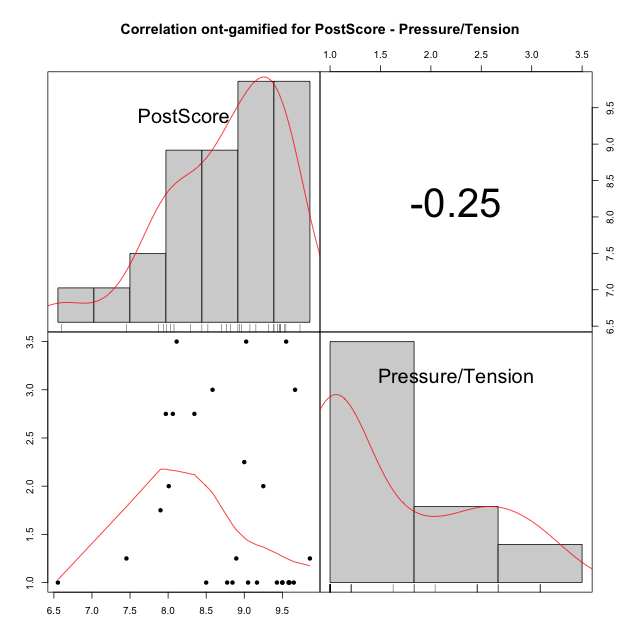 Correlation ont-gamified for PostScore - Pressure/Tension
1.0 1.5 2.0 2.5 3.0 3.5
PostScore
-0.25
6.5 7.0 7.5 8.0 8.5 9.0 9.5
1.0 1.5 2.0 2.5 3.0 3.5
Pressure/Tension
6.5 7.0 7.5 8.0 8.5 9.0 9.5